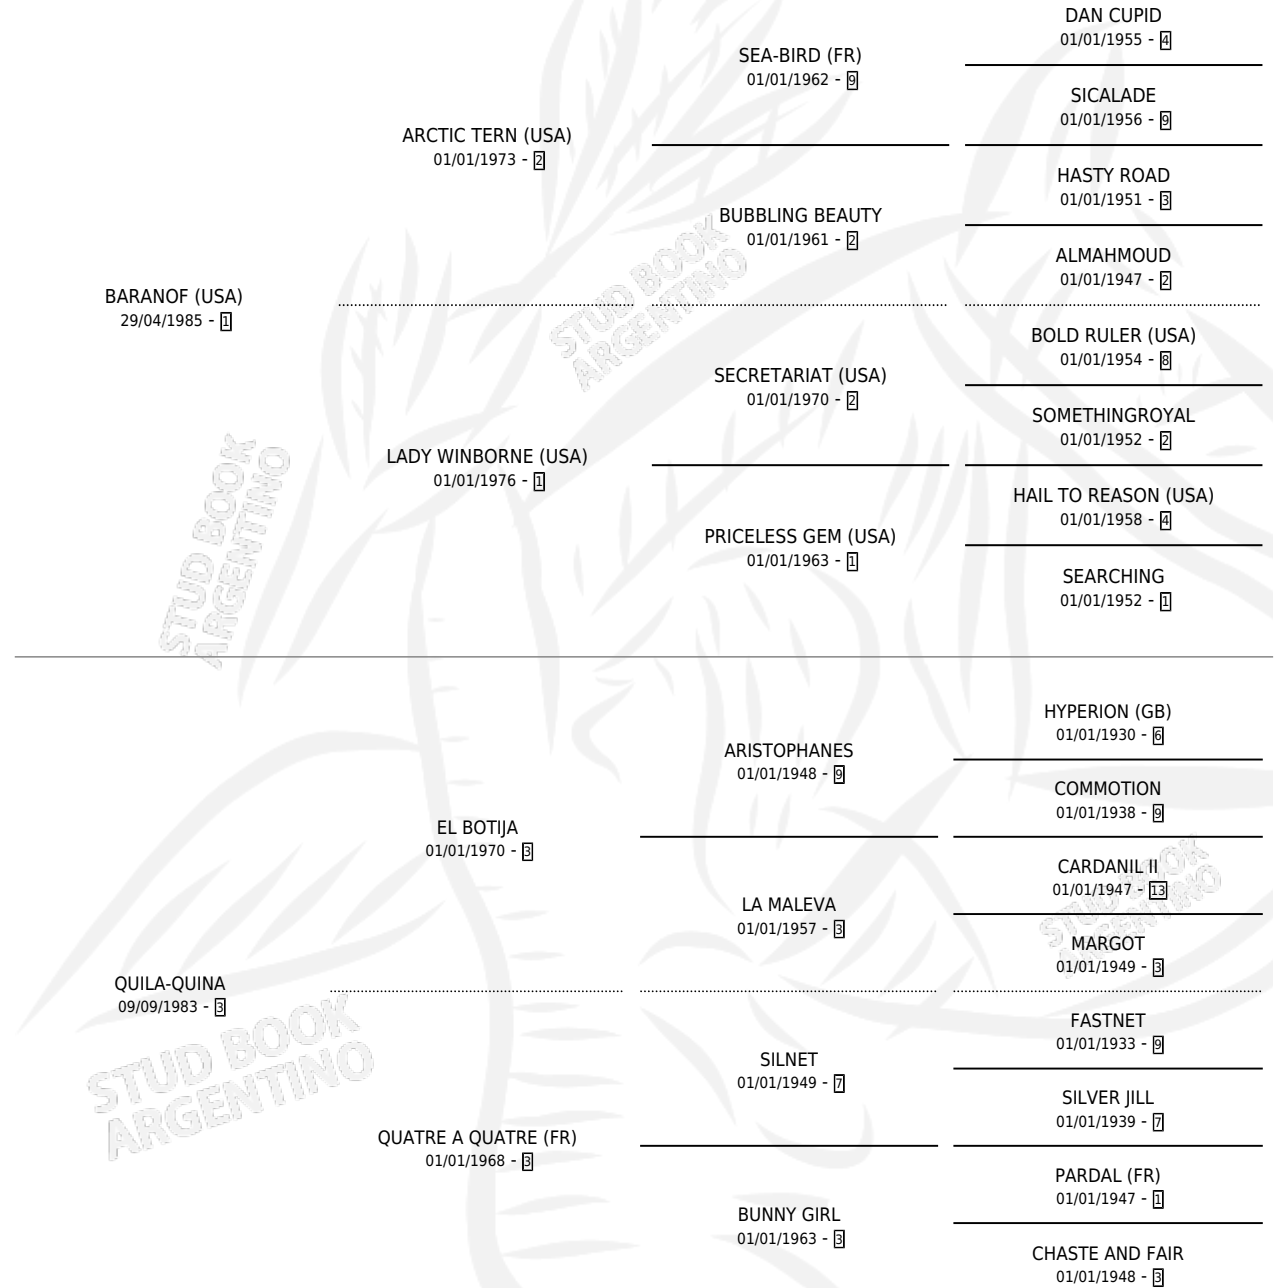 DAN CUPID
01/01/1955 - 4
SEA-BIRD (FR)
01/01/1962 - 9
SICALADE
01/01/1956 - 9
ARCTIC TERN (USA)
01/01/1973 - 2
HASTY ROAD
01/01/1951 - 3
BUBBLING BEAUTY
01/01/1961 - 2
ALMAHMOUD
01/01/1947 - 2
BARANOF (USA)
29/04/1985 - 1
BOLD RULER (USA)
01/01/1954 - 8
SECRETARIAT (USA)
01/01/1970 - 2
SOMETHINGROYAL
01/01/1952 - 2
LADY WINBORNE (USA)
01/01/1976 - 1
HAIL TO REASON (USA)
01/01/1958 - 4
PRICELESS GEM (USA)
01/01/1963 - 1
SEARCHING
01/01/1952 - 1
STUD BOOK
ARGENTINO
STUD BOOK
ARGENTINO
HYPERION (GB)
01/01/1930 - 6
ARISTOPHANES
01/01/1948 - 9
COMMOTION
01/01/1938 - 9
EL BOTIJA
01/01/1970 - 3
CARDANIL II
01/01/1947 - 13
LA MALEVA
01/01/1957 - 3
MARGOT
01/01/1949 - 3
QUILA-QUINA
09/09/1983 - 3
FASTNET
01/01/1933 - 9
SILNET
01/01/1949 - 7
SILVER JILL
01/01/1939 - 7
QUATRE A QUATRE (FR)
01/01/1968 - 3
PARDAL (FR)
01/01/1947 - 1
BUNNY GIRL
01/01/1963 - 3
CHASTE AND FAIR
01/01/1948 - 3
STUD BOOK
ARGENTINO
STUD BOOK
ARGENTINO